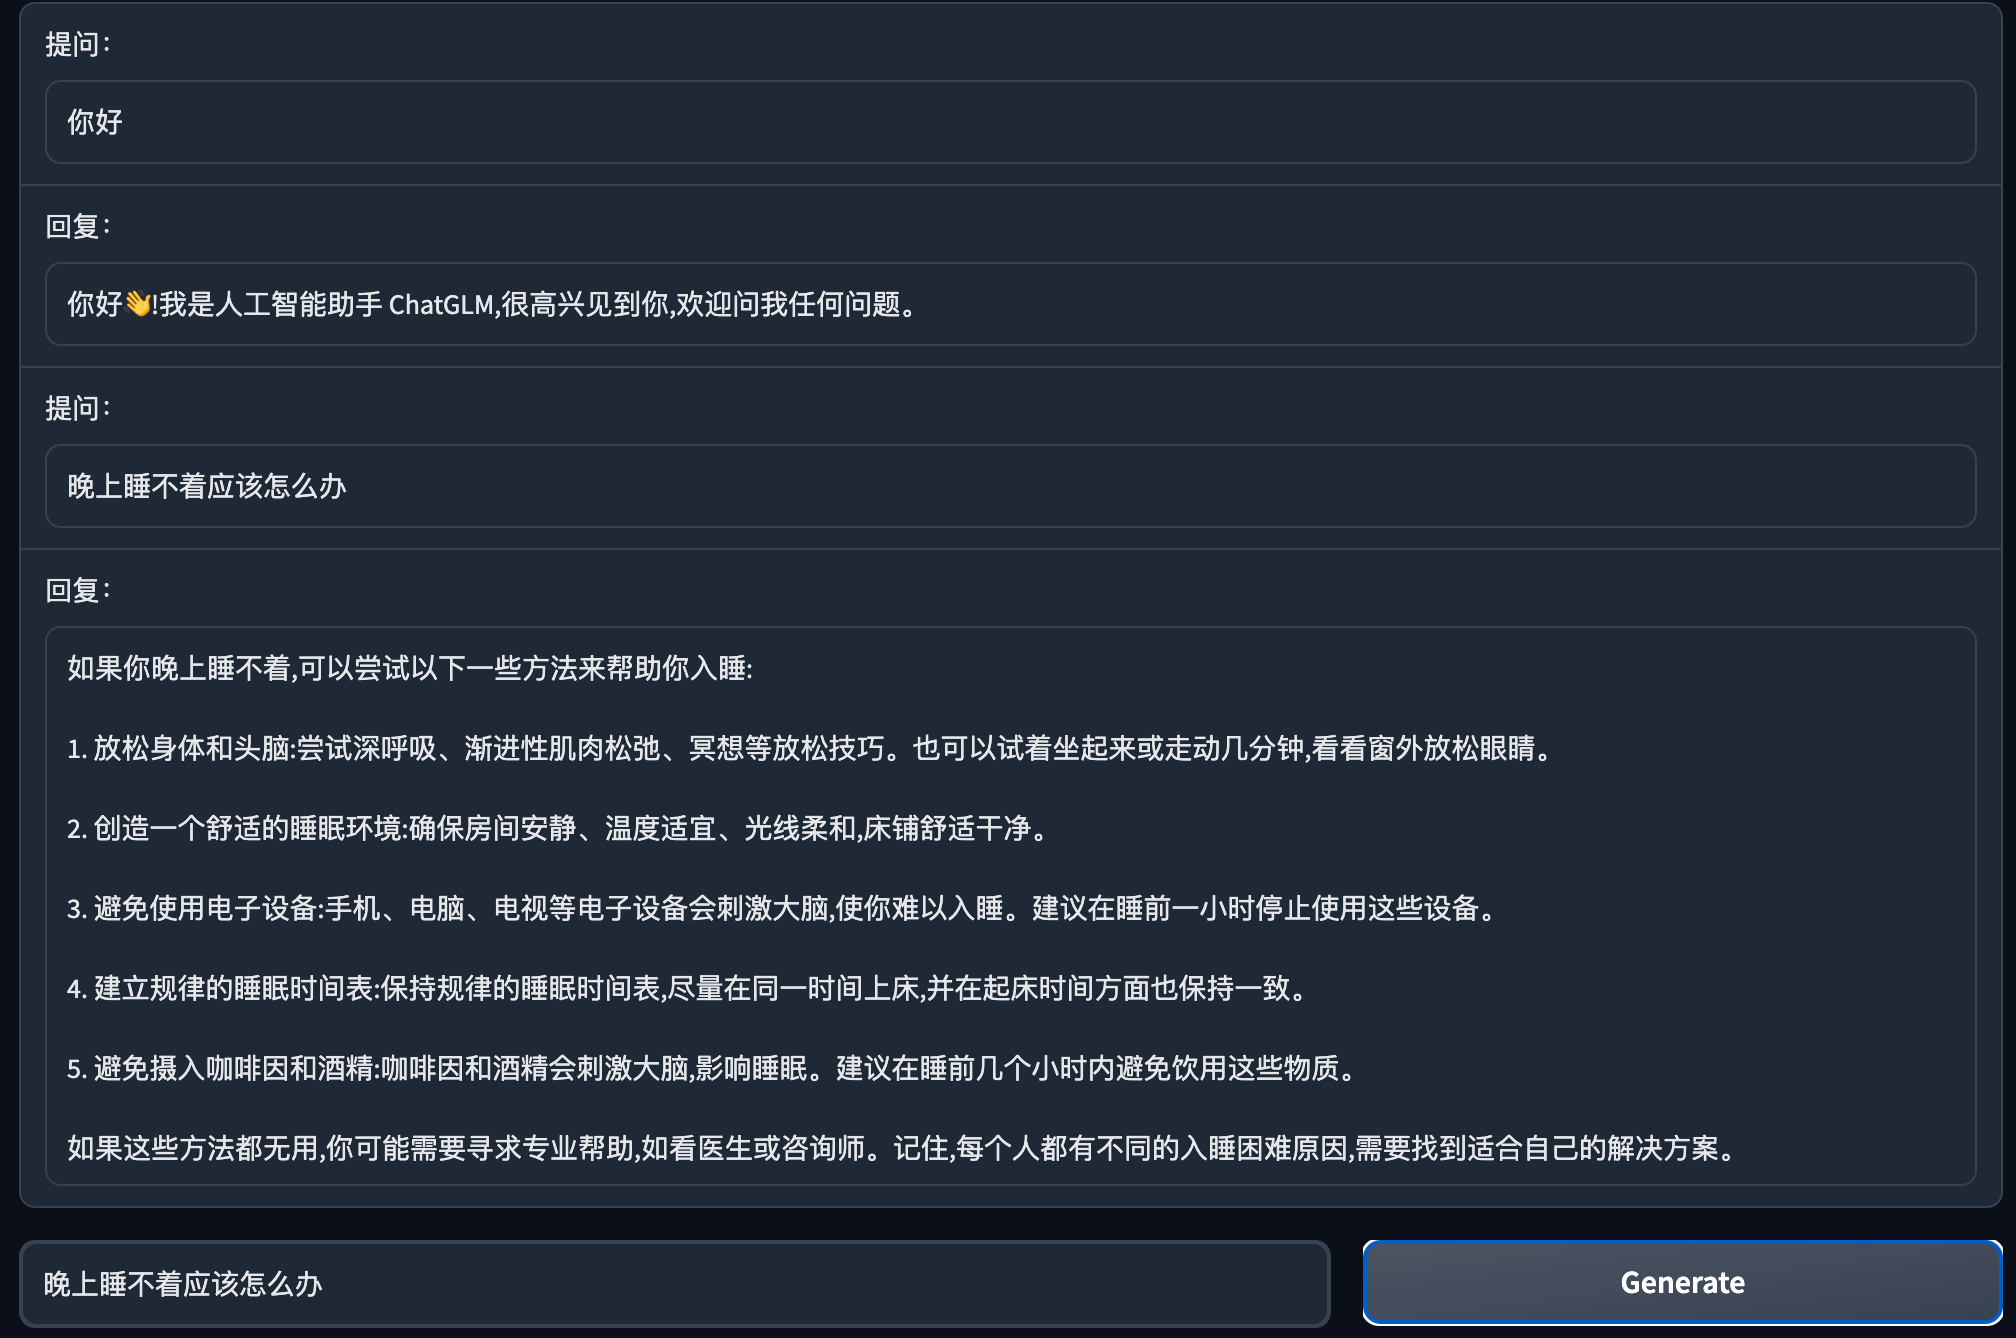 提问：
你好
回复：
你好👋!我是人工智能助手 ChatGLM,很高兴见到你,欢迎问我任何问题。
提问：
晚上睡不着应该怎么办
回复：
如果你晚上睡不着,可以尝试以下一些方法来帮助你入睡:
1. 放松身体和头脑:尝试深呼吸、渐进性肌肉松弛、冥想等放松技巧。也可以试着坐起来或走动几分钟,看看窗外放松眼睛。
2. 创造一个舒适的睡眠环境:确保房间安静、温度适宜、光线柔和,床铺舒适干净。
3. 避免使用电子设备:手机、电脑、电视等电子设备会刺激大脑,使你难以入睡。建议在睡前一小时停止使用这些设备。
4. 建立规律的睡眠时间表:保持规律的睡眠时间表,尽量在同一时间上床,并在起床时间方面也保持一致。
5. 避免摄入咖啡因和酒精:咖啡因和酒精会刺激大脑,影响睡眠。建议在睡前几个小时内避免饮用这些物质。
如果这些方法都无用,你可能需要寻求专业帮助,如看医生或咨询师。记住,每个人都有不同的入睡困难原因,需要找到适合自己的解决方案。
晚上睡不着应该怎么办
Generate